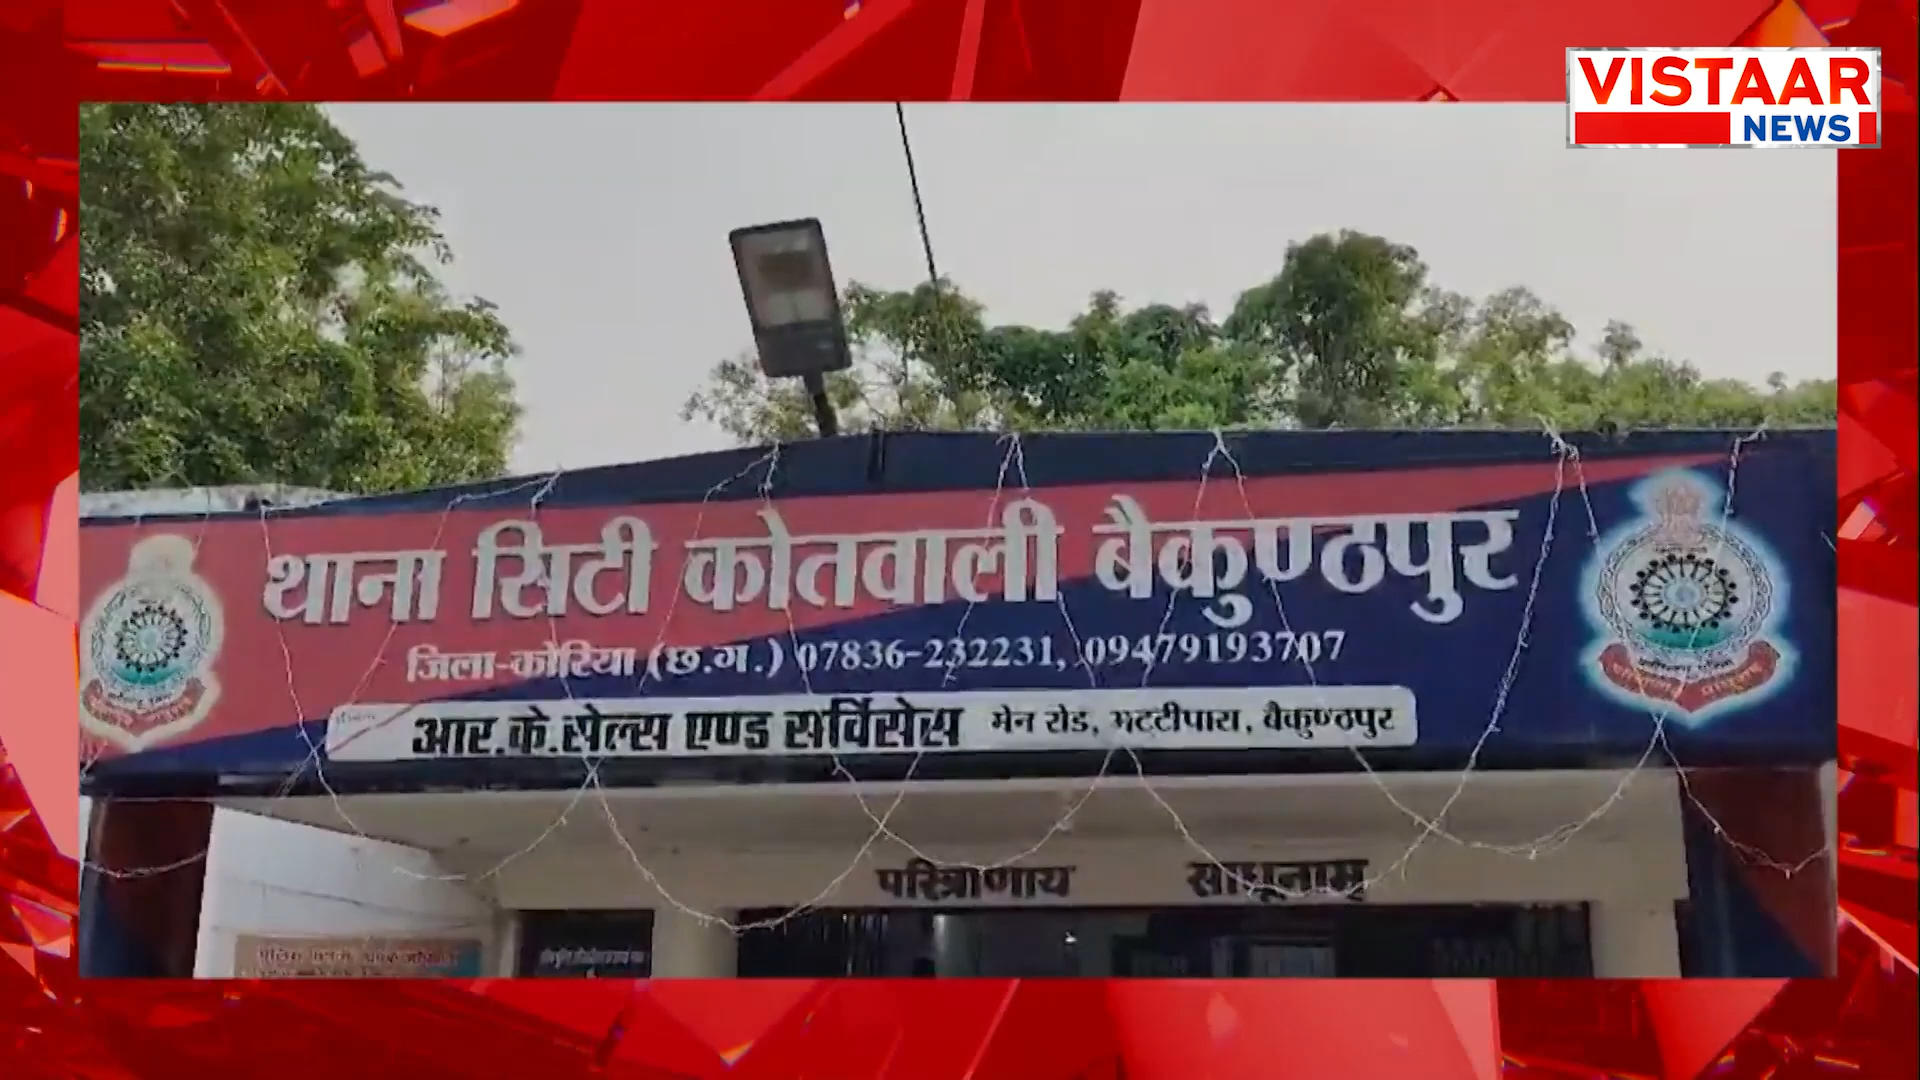 VISTAAR
NEWS
थाना सिटी कोतवाली बैकुण्ठपुर
जिला-कोरिया (छ.ग.) 07836-232231, 09479193707
आर.के.सेल्स एण्ड सर्विसेस मेन रोड, भट्टीपारा, बैकुण्ठपुर
परित्राणाय साधूनाम्